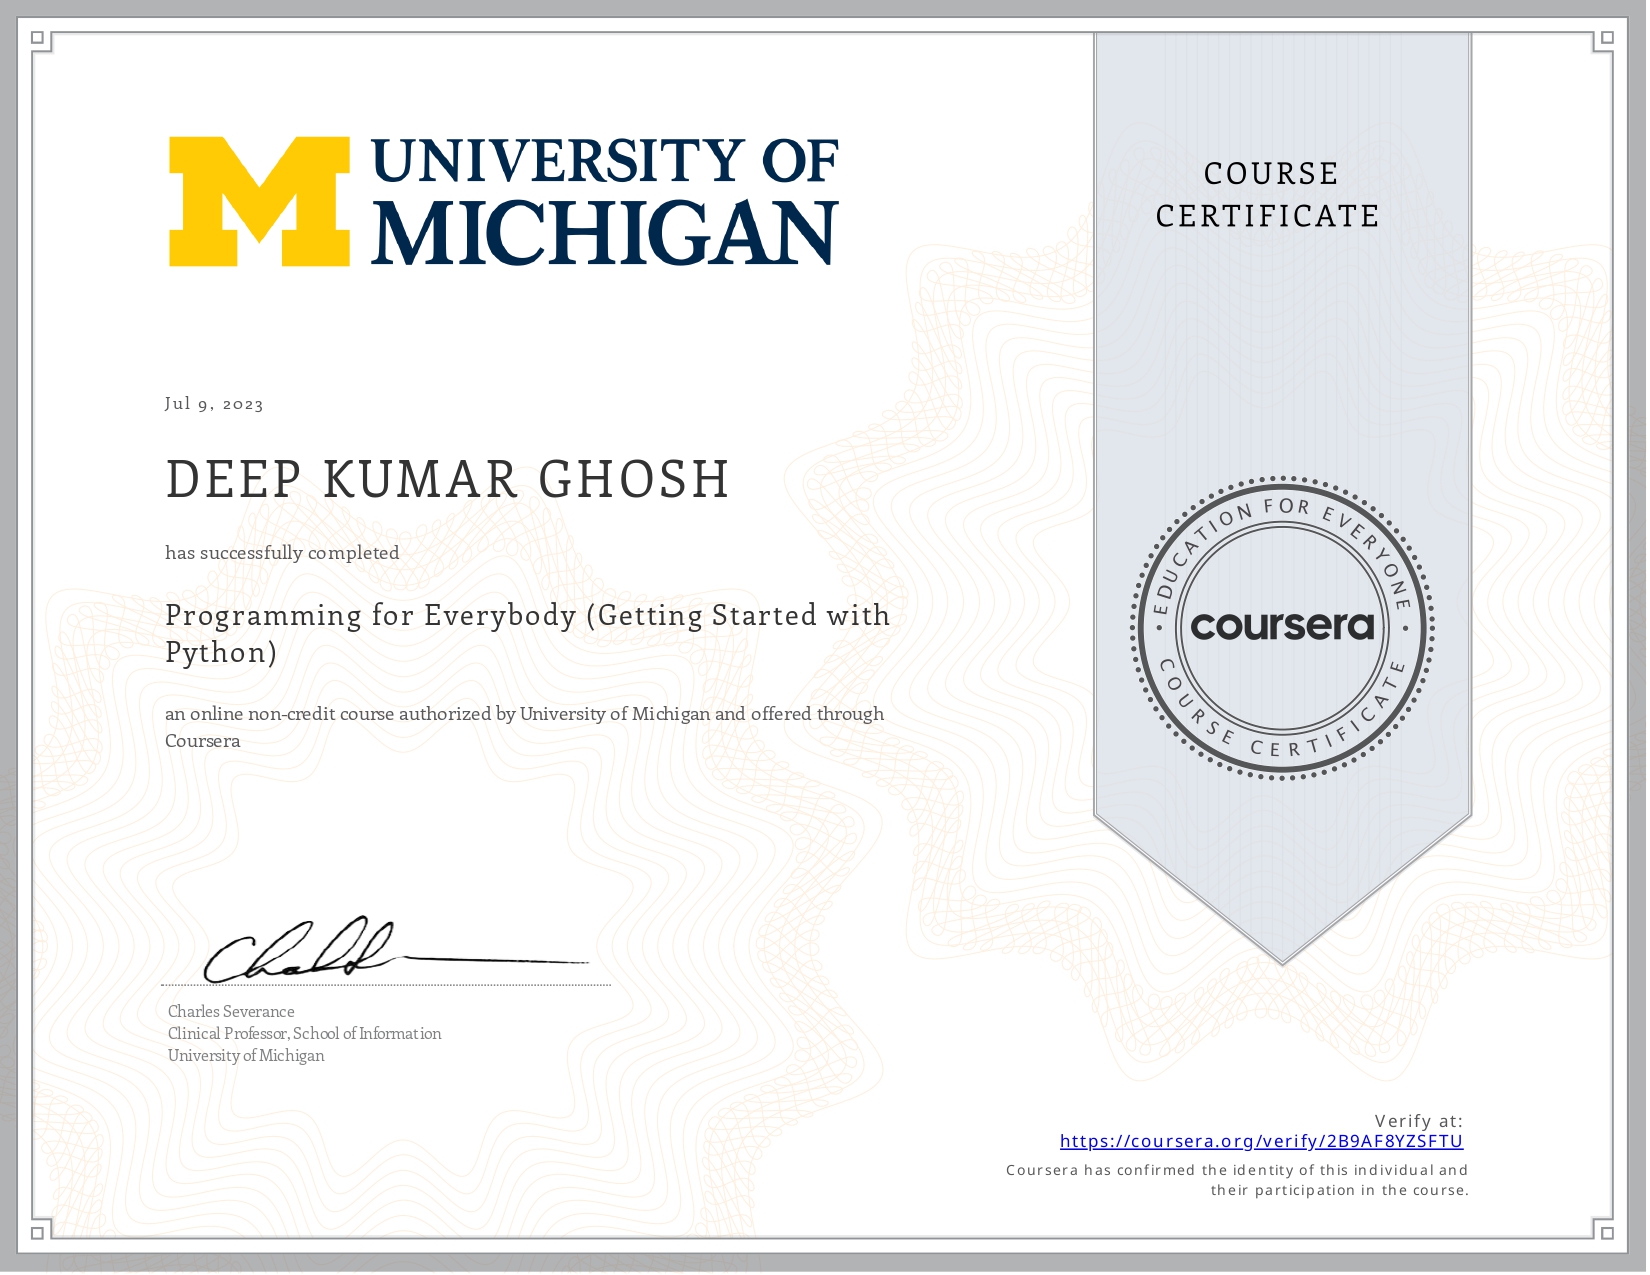 UNIVERSITY OF
MICHIGAN
COURSE
CERTIFICATE
Jul 9, 2023
DEEP KUMAR GHOSH
has successfully completed
Programming for Everybody (Getting Started with
Python)
an online non-credit course authorized by University of Michigan and offered through
Coursera
EDUCATION FOR EVERYONE
coursera
COURSE CERTIFICATE
Charles Severance
Clinical Professor, School of Information
University of Michigan
Verify at:
https://coursera.org/verify/2B9AF8YZSFTU
Coursera has confirmed the identity of this individual and
their participation in the course.